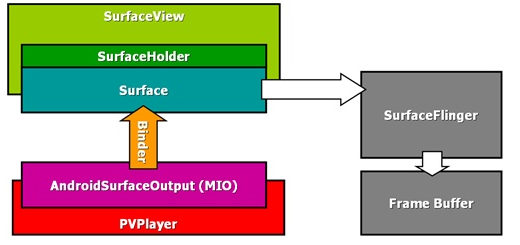 SurfaceView
SurfaceHolder
Surface
Binder
AndroidSurfaceOutput (MIO)
PVPlayer
SurfaceFlinger
Frame Buffer